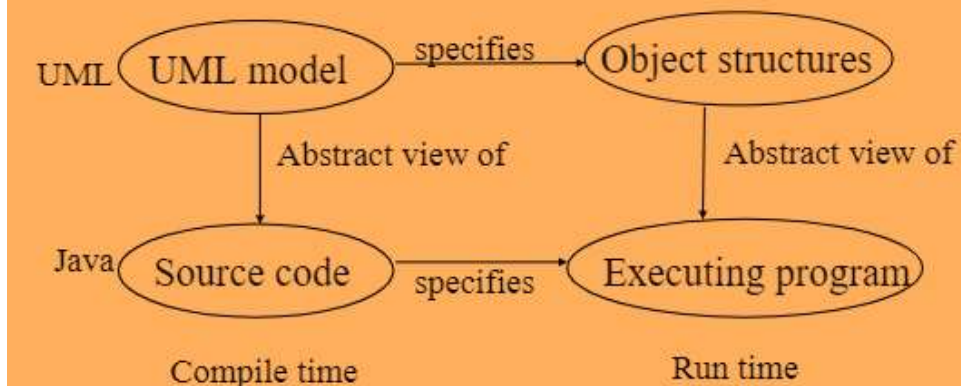 specifies
UML UML model Object structures
Abstract view of Abstract view of
Java Source code Executing program
specifies
Compile time Run time